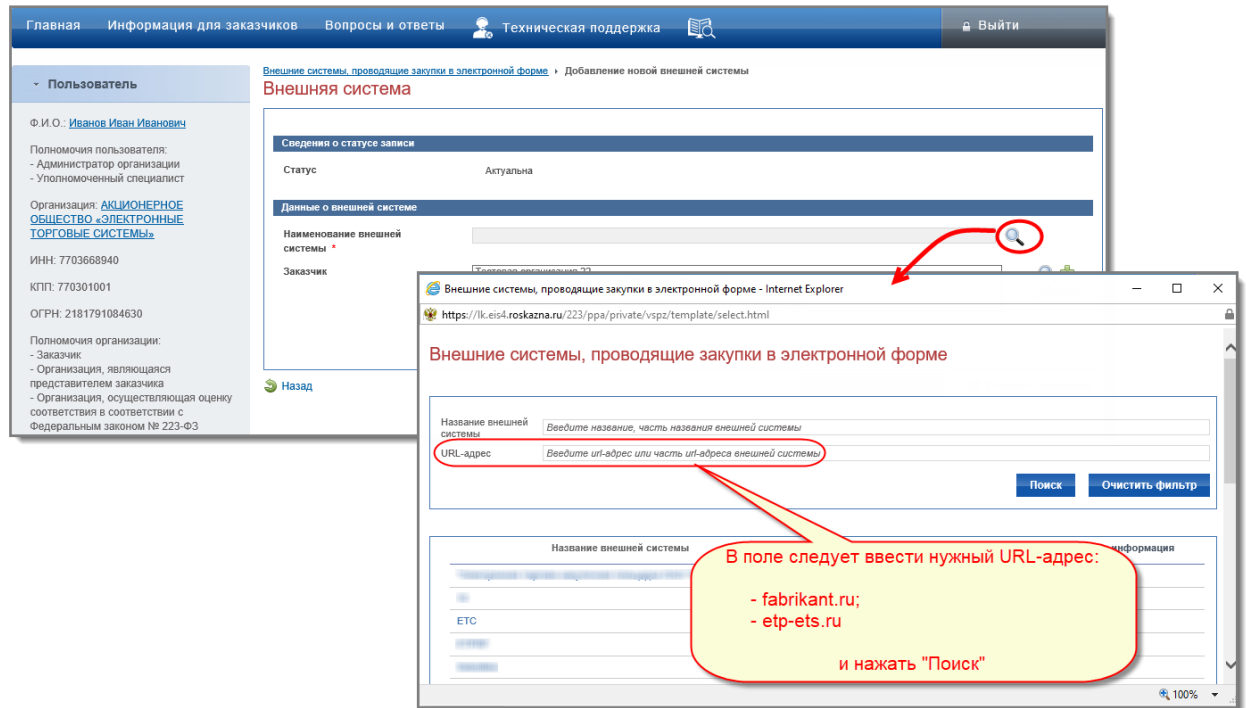 Главная Информация для заказчиков Вопросы и ответы Техническая поддержка Выйти
Пользователь
Ф.И.О.: Иванов Иван Иванович
Полномочия пользователя:
- Администратор организации
- Уполномоченный специалист
Организация: АКЦИОНЕРНОЕ
ОБЩЕСТВО «ЭЛЕКТРОННЫЕ
ТОРГОВЫЕ СИСТЕМЫ»
ИНН: 7703668940
КПП: 770301001
ОГРН: 2181791084630
Полномочия организации:
- Заказчик
- Организация, являющаяся
представителем заказчика
- Организация, осуществляющая оценку
соответствия в соответствии с
Федеральным законом № 223-ФЗ
Внешние системы, проводящие закупки в электронной форме Добавление новой внешней системы
Внешняя система
Сведения о статусе записи
Статус Актуальна
Данные о внешней системе
Наименование внешней
системы *
Заказчик Тестовая организация 22
Назад
Внешние системы, проводящие закупки в электронной форме - Internet Explorer
https://lk.eis4.roskazna.ru/223/ppa/private/vspz/template/select.html
Внешние системы, проводящие закупки в электронной форме
Название внешней
системы
Введите название, часть названия внешней системы
URL-адрес Введите url-адрес или часть url-адреса внешней системы
Поиск Очистить фильтр
Название внешней системы
информация
ETC
В поле следует ввести нужный URL-адрес:
- fabrikant.ru;
- etp-ets.ru
и нажать "Поиск"
100%